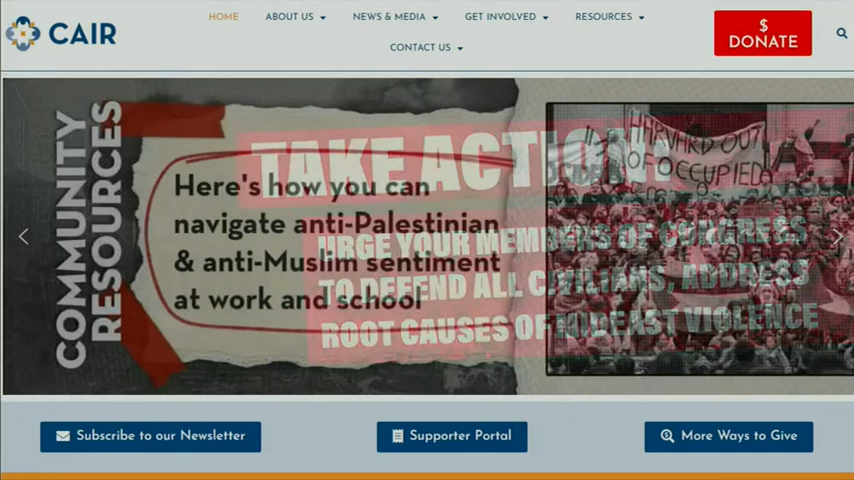 CAIR
HOME
ABOUT US
NEWS & MEDIA
GET INVOLVED
RESOURCES
CONTACT US
$
DONATE
COMMUNITY
RESOURCES
Here's how you can
navigate anti-Palestinian
& anti-Muslim sentiment
at work and school
TAKE ACTION:
URGE YOUR MEMBERS OF CONGRESS
TO DEFEND ALL CIVILIANS, ADDRESS
ROOT CAUSES OF MIDEAST VIOLENCE
HARVARD OUT
OF OCCUPIED
Subscribe to our Newsletter
Supporter Portal
More Ways to Give